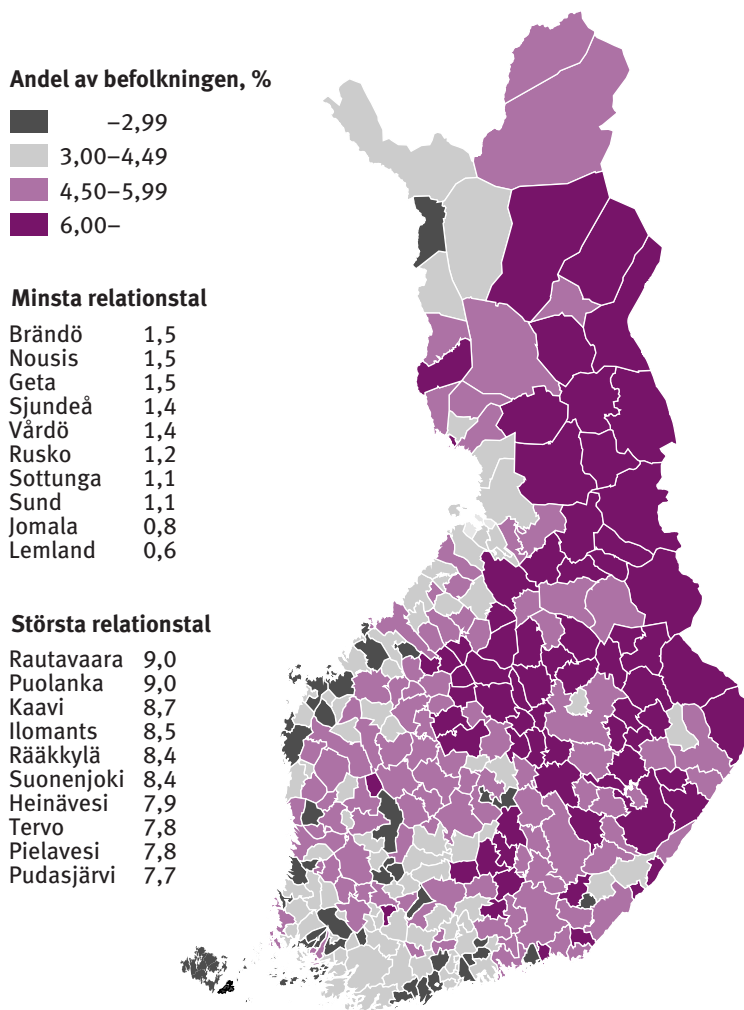 Andel av befolkningen, %
–2,99
3,00–4,49
4,50–5,99
6,00–
Minsta relationstal
Brändö 1,5
Nousis 1,5
Geta 1,5
Sjundeå 1,4
Vårdö 1,4
Rusko 1,2
Sottunga 1,1
Sund 1,1
Jomala 0,8
Lemland 0,6
Största relationstal
Rautavaara 9,0
Puolanka 9,0
Kaavi 8,7
Ilomants 8,5
Rääkkylä 8,4
Suonenjoki 8,4
Heinävesi 7,9
Tervo 7,8
Pielavesi 7,8
Pudasjärvi 7,7